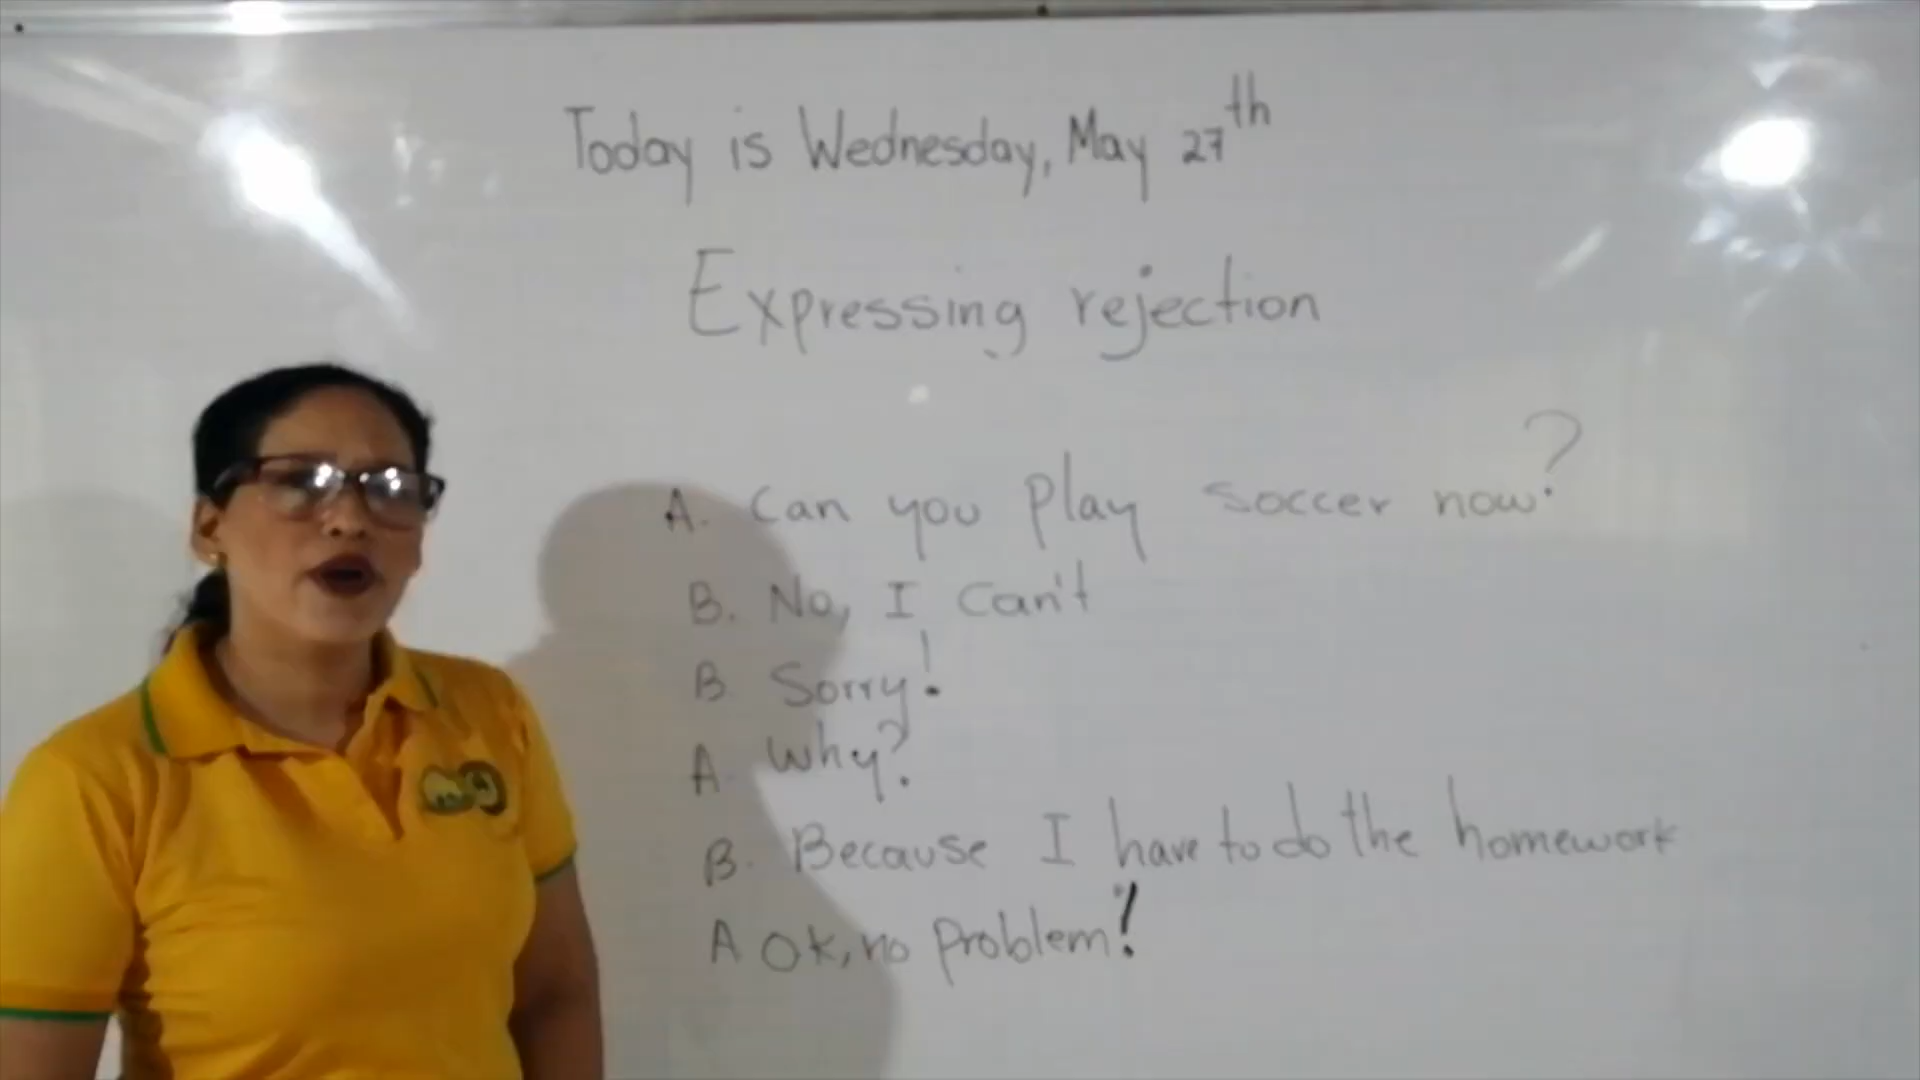 Today is Wednesday, May 27th
Expressing rejection
A. Can you play soccer now?
B. No, I can't
B Sorry!
A. Why?
B. Because I have to do the homework
A Ok, no problem!